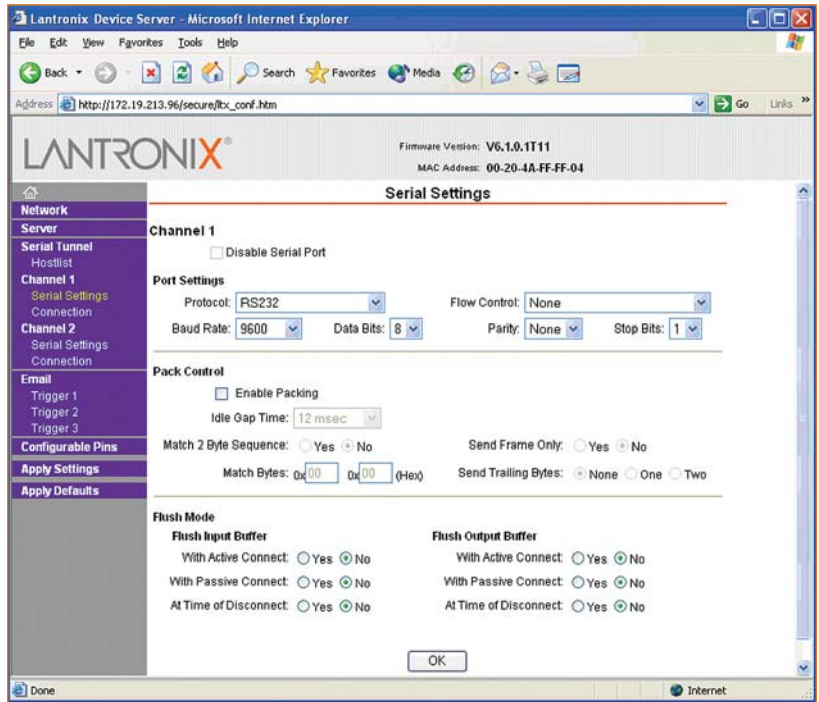 Lantronix Device Server - Microsoft Internet Explorer
File Edit View Favorites Tools Help
Back Search Favorites Media
Address http://172.19.213.96/secure/ltx_conf.htm Go Links »
LANTRONIX® Firmware Version: V6.1.0.1T11
MAC Address: 00-20-4A-FF-FF-04
Serial Settings
Network
Server
Serial Tunnel
Hostlist
Channel 1
Serial Settings
Connection
Channel 2
Serial Settings
Connection
Email
Trigger 1
Trigger 2
Trigger 3
Configurable Pins
Apply Settings
Apply Defaults
Channel 1
Disable Serial Port
Port Settings
Protocol: RS232 Flow Control: None
Baud Rate: 9600 Data Bits: 8 Parity: None Stop Bits: 1
Pack Control
Enable Packing
Idle Gap Time: 12 msec
Match 2 Byte Sequence: Yes No Send Frame Only: Yes No
Match Bytes: 0x00 0x00 (Hex) Send Trailing Bytes: None One Two
Flush Mode
Flush Input Buffer Flush Output Buffer
With Active Connect: Yes No With Active Connect: Yes No
With Passive Connect: Yes No With Passive Connect: Yes No
At Time of Disconnect: Yes No At Time of Disconnect: Yes No
OK
Done Internet